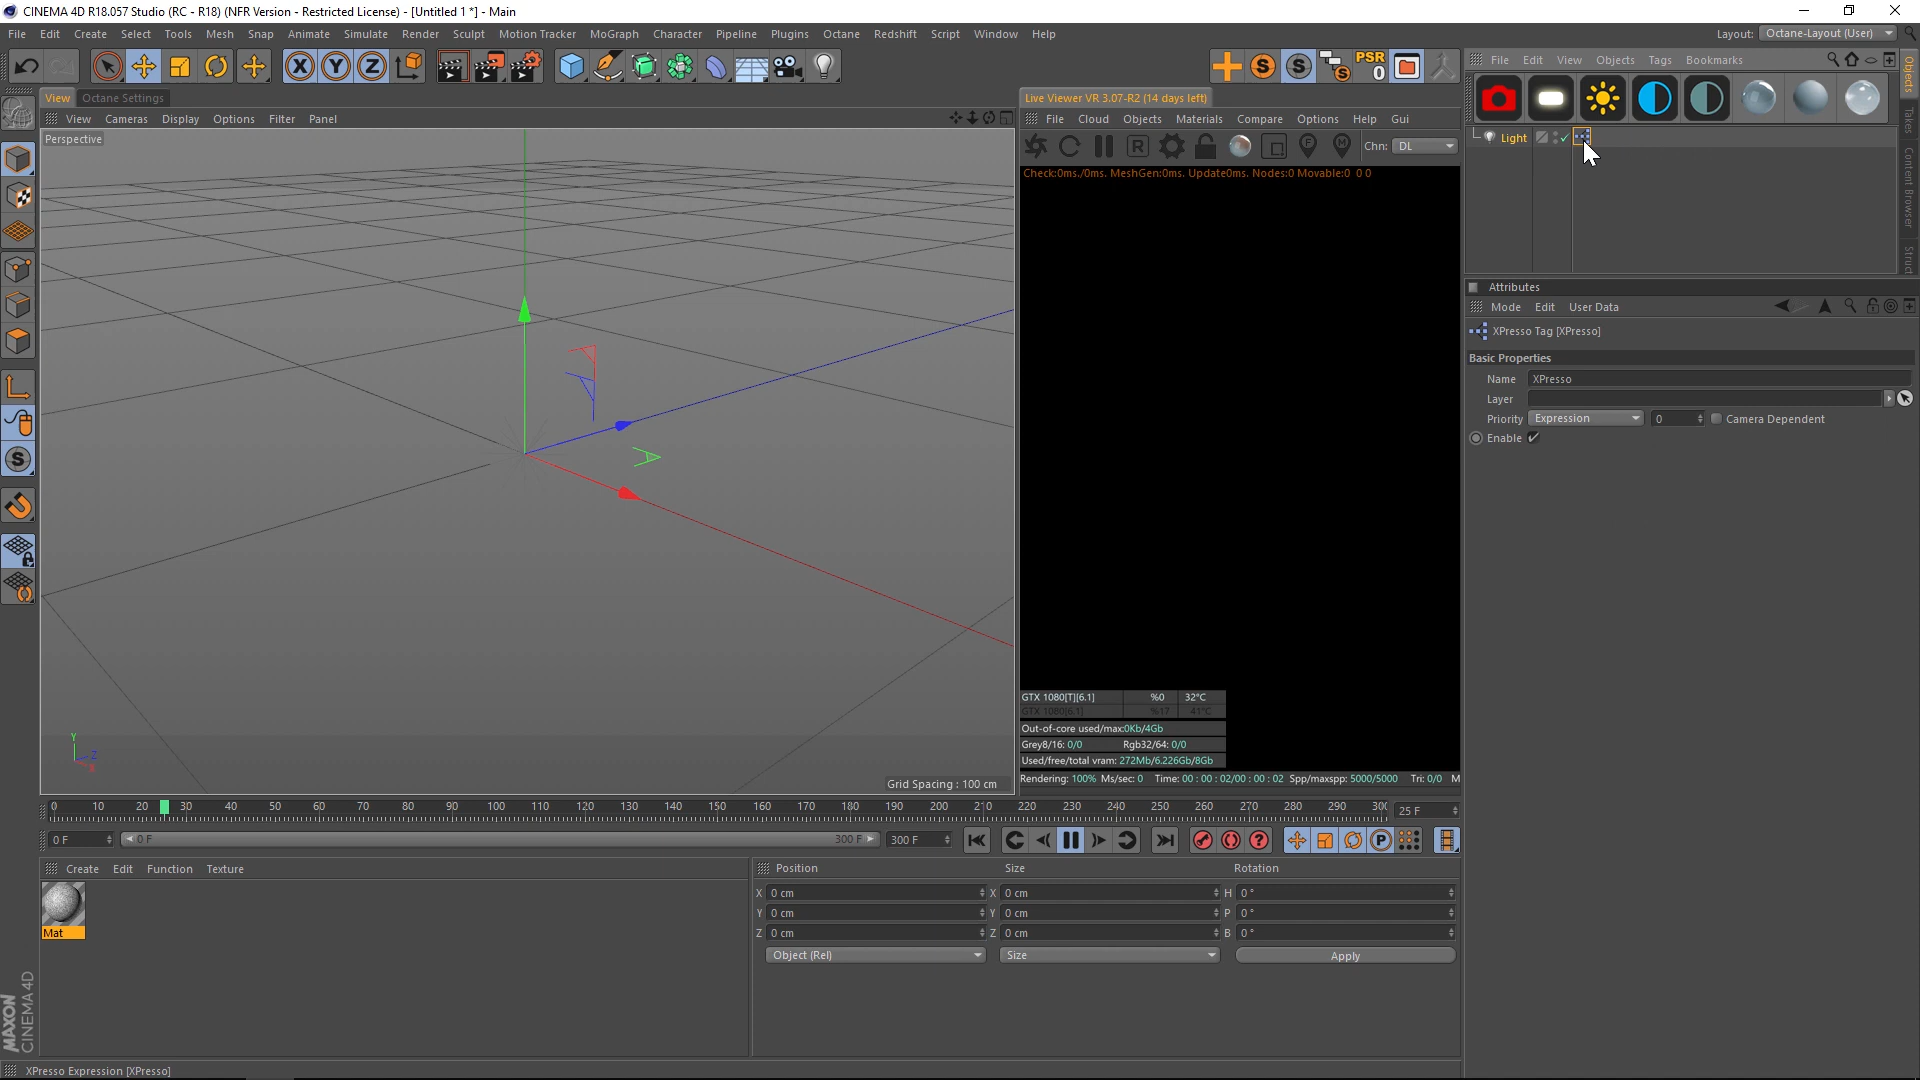 CINEMA 4D R18.057 Studio (RC - R18) (NFR Version - Restricted License) - [Untitled 1 *] - Main
File Edit Create Select Tools Mesh Snap Animate Simulate Render Sculpt Motion Tracker MoGraph Character Pipeline Plugins Octane Redshift Script Window Help
Layout: Octane-Layout (User)
PSR
0
File Edit View Objects Tags Bookmarks
View Octane Settings
Live Viewer VR 3.07-R2 (14 days left)
View Cameras Display Options Filter Panel
File Cloud Objects Materials Compare Options Help Gui
Perspective
Chn: DL
Light
Check:0ms./0ms. MeshGen:0ms. Update0ms. Nodes:0 Movable:0 0 0
Objects
Takes
Content Browser
Struct
Attributes
Mode Edit User Data
XPresso Tag [XPresso]
Basic Properties
Name XPresso
Layer
Priority Expression 0 Camera Dependent
Enable
GTX 1080[T][6.1] %0 32°C
GTX 1080[6.1] %17 41°C
Out-of-core used/max:0Kb/4Gb
Grey8/16: 0/0 Rgb32/64: 0/0
Used/free/total vram: 272Mb/6.226Gb/8Gb
Rendering: 100% Ms/sec: 0 Time: 00 : 00 : 02/00 : 00 : 02 Spp/maxspp: 5000/5000 Tri: 0/0 M
Y
Z
X
Grid Spacing : 100 cm
0 10 20 30 40 50 60 70 80 90 100 110 120 130 140 150 160 170 180 190 200 210 220 230 240 250 260 270 280 290 30 25 F
0 F 0 F 300 F 300 F
Create Edit Function Texture
Position Size Rotation
X 0 cm X 0 cm H 0 °
Y 0 cm Y 0 cm P 0 °
Z 0 cm Z 0 cm B 0 °
Object (Rel) Size Apply
Mat
MAXON
CINEMA 4D
XPresso Expression [XPresso]